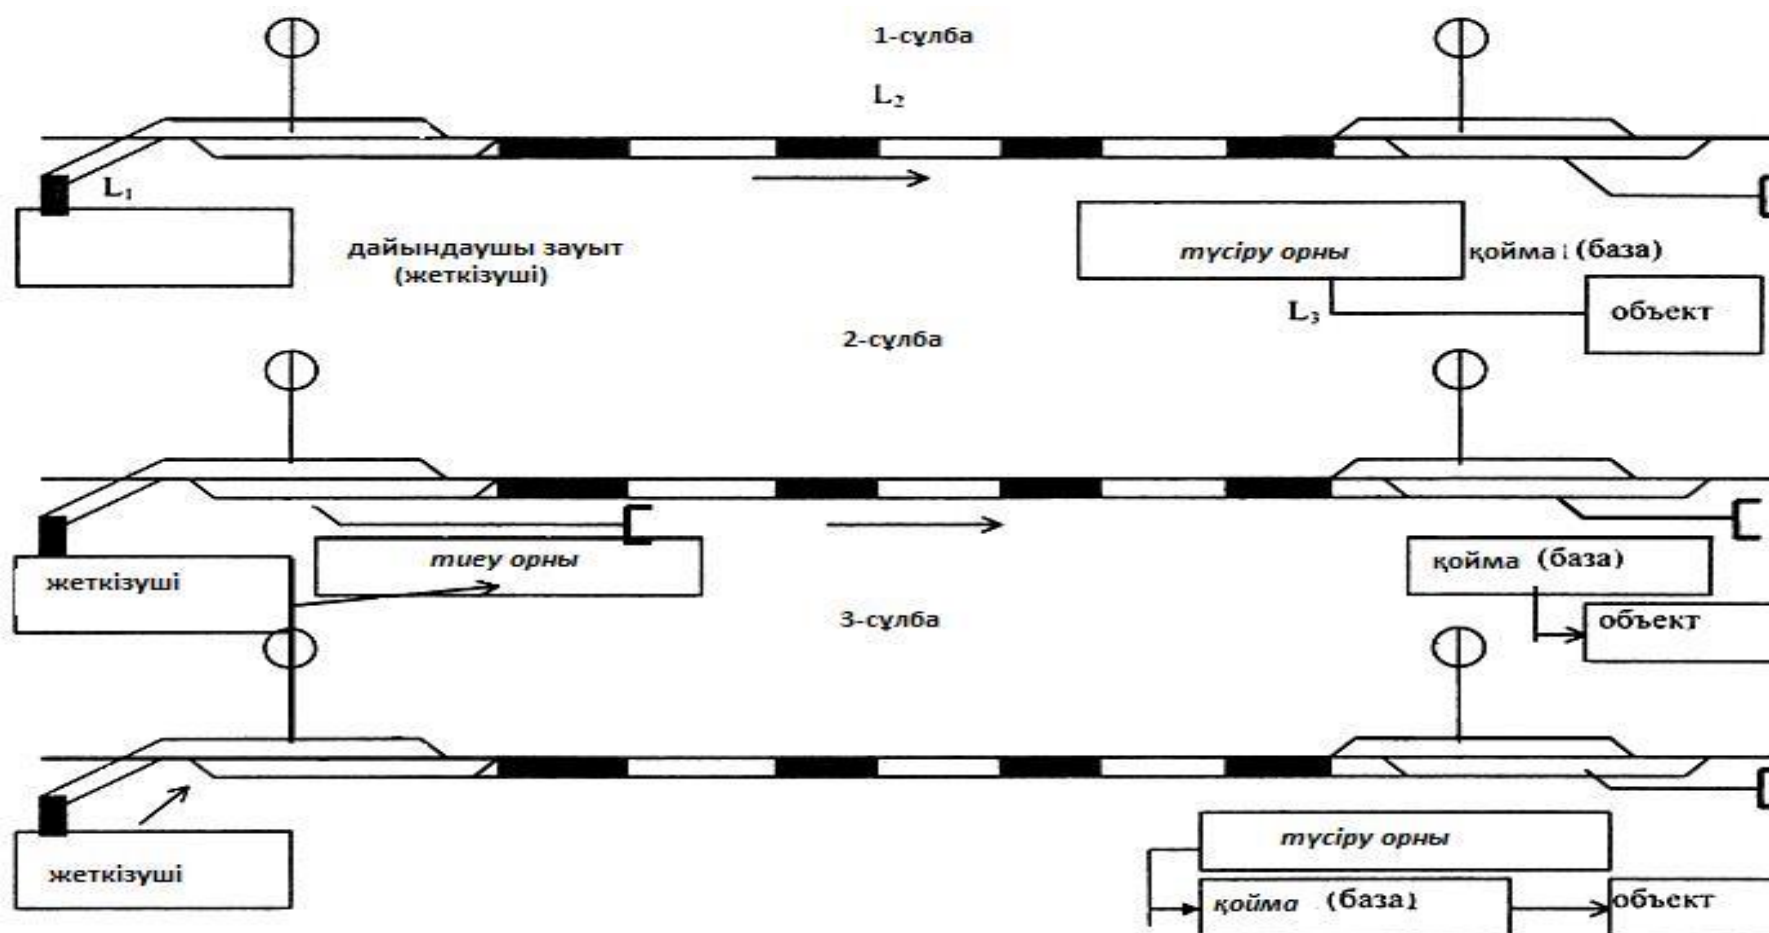 1-сұлба
L₂
L₁
дайындаушы зауыт
(жеткізуші)
түсіру орны
қойма (база)
L₃
объект
2-сұлба
жеткізуші
тиеу орны
қойма (база)
объект
3-сұлба
жеткізуші
түсіру орны
қойма (база)
объект